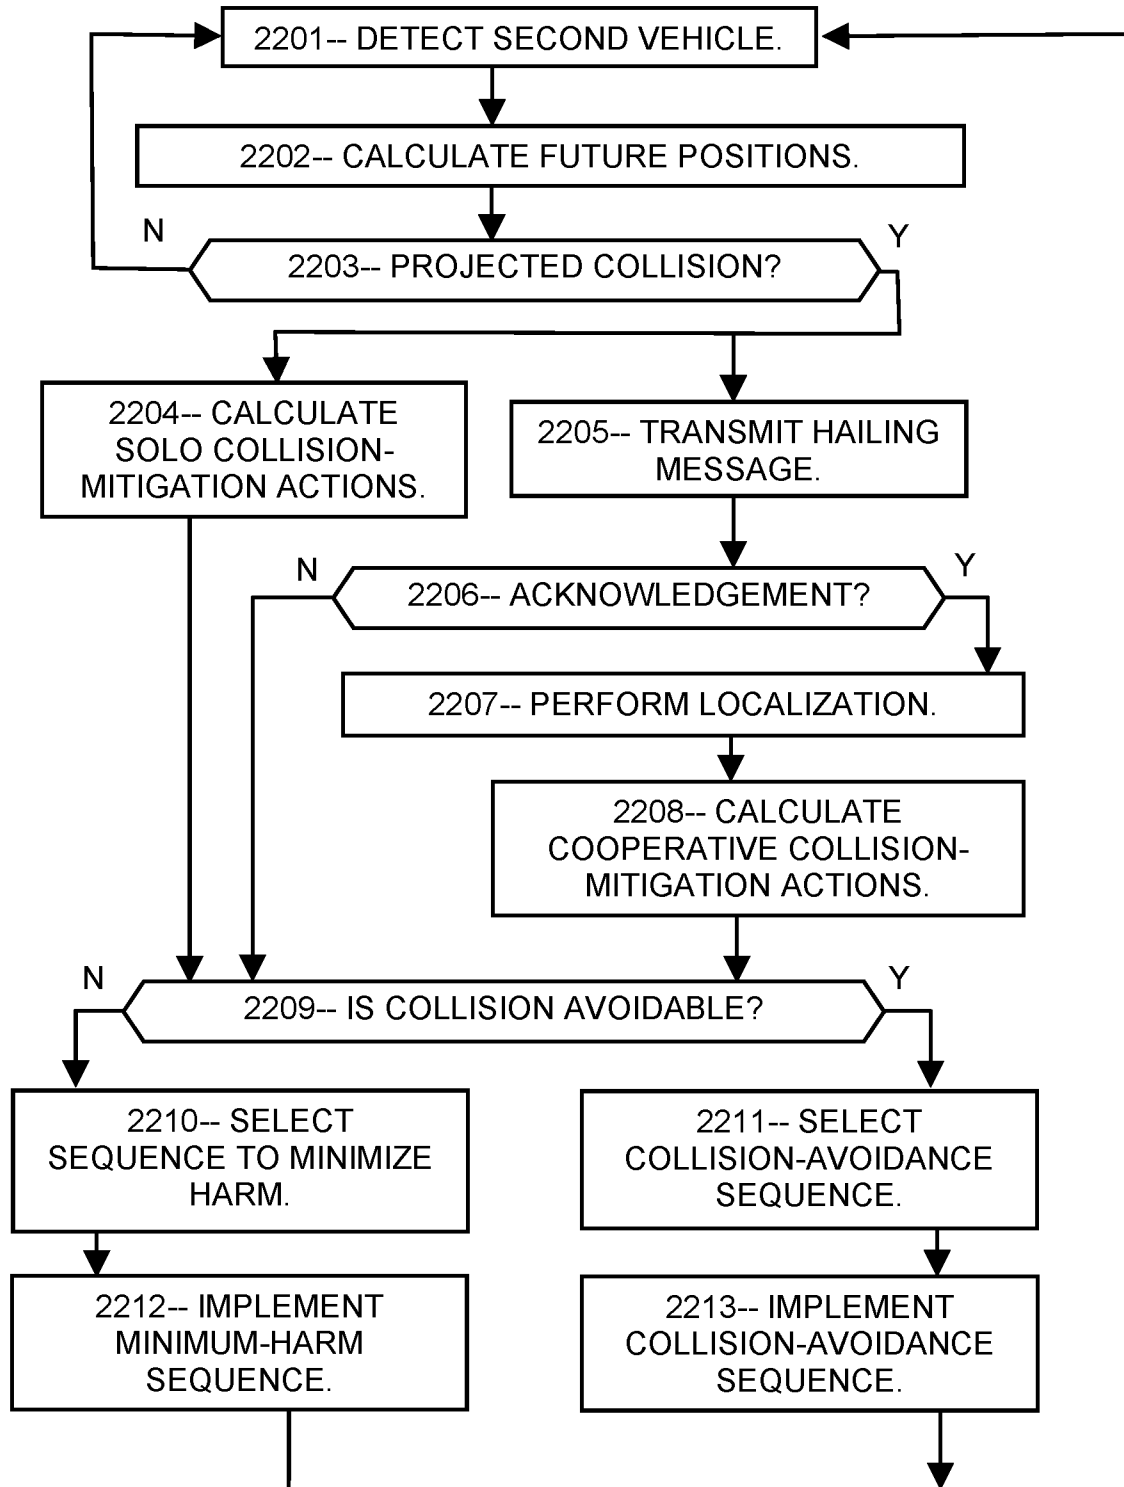 2201-- DETECT SECOND VEHICLE.
2202-- CALCULATE FUTURE POSITIONS.
N
Y
2203-- PROJECTED COLLISION?
2204-- CALCULATE
SOLO COLLISION-
MITIGATION ACTIONS.
2205-- TRANSMIT HAILING
MESSAGE.
N
Y
2206-- ACKNOWLEDGEMENT?
2207-- PERFORM LOCALIZATION.
2208-- CALCULATE
COOPERATIVE COLLISION-
MITIGATION ACTIONS.
N
Y
2209-- IS COLLISION AVOIDABLE?
2210-- SELECT
SEQUENCE TO MINIMIZE
HARM.
2211-- SELECT
COLLISION-AVOIDANCE
SEQUENCE.
2212-- IMPLEMENT
MINIMUM-HARM
SEQUENCE.
2213-- IMPLEMENT
COLLISION-AVOIDANCE
SEQUENCE.